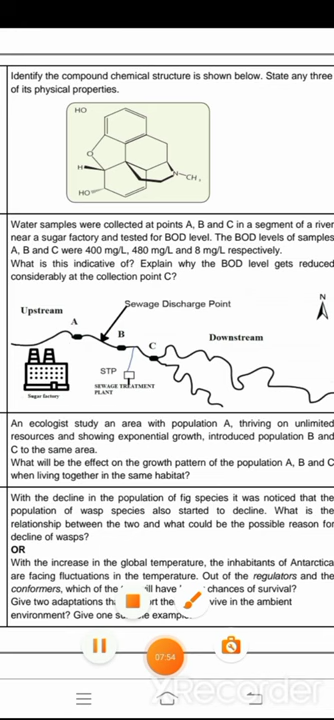 Identify the compound chemical structure is shown below. State any three
of its physical properties.
HO
O
H
N
CH,
HO
Water samples were collected at points A, B and C in a segment of a river
near a sugar factory and tested for BOD level. The BOD levels of samples
A, B and C were 400 mg/L, 480 mg/L and 8 mg/L respectively.
What is this indicative of? Explain why the BOD level gets reduced
considerably at the collection point C?
Sewage Discharge Point
N
Upstream
A
B
C
Downstream
STP
SEWAGE TREATMENT
PLANT
Sugar factory
An ecologist study an area with population A, thriving on unlimited
resources and showing exponential growth, introduced population B and
C to the same area.
What will be the effect on the growth pattern of the population A, B and C
when living together in the same habitat?
With the decline in the population of fig species it was noticed that the
population of wasp species also started to decline. What is the
relationship between the two and what could be the possible reason for
decline of wasps?
OR
With the increase in the global temperature, the inhabitants of Antarctica
are facing fluctuations in the temperature. Out of the regulators and the
conformers, which of the ill have chances of survival?
Give two adaptations tha rt the vive in the ambient
environment? Give one exampl
07:54
XRecorder